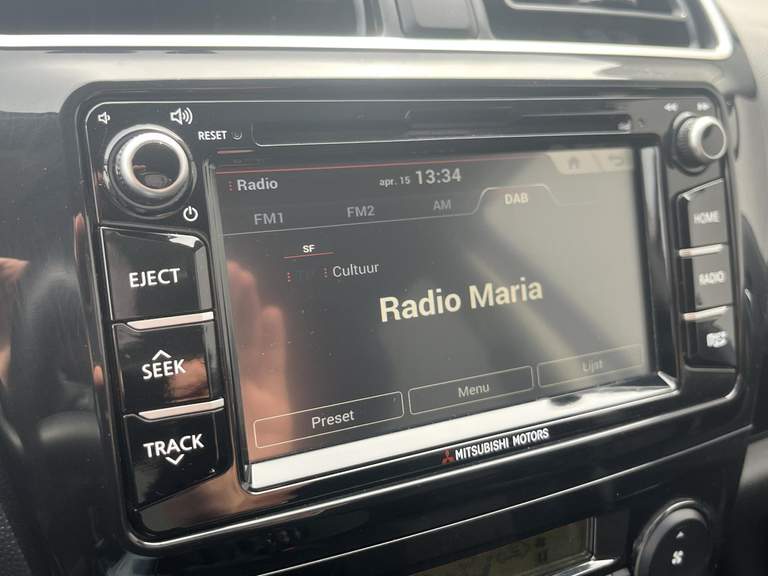 RESET
Radio apr. 15 13:34
FM1 FM2 AM DAB
SF
Cultuur
Radio Maria
Preset Menu Lijst
EJECT
SEEK
TRACK
HOME
RADIO
MITSUBISHI MOTORS